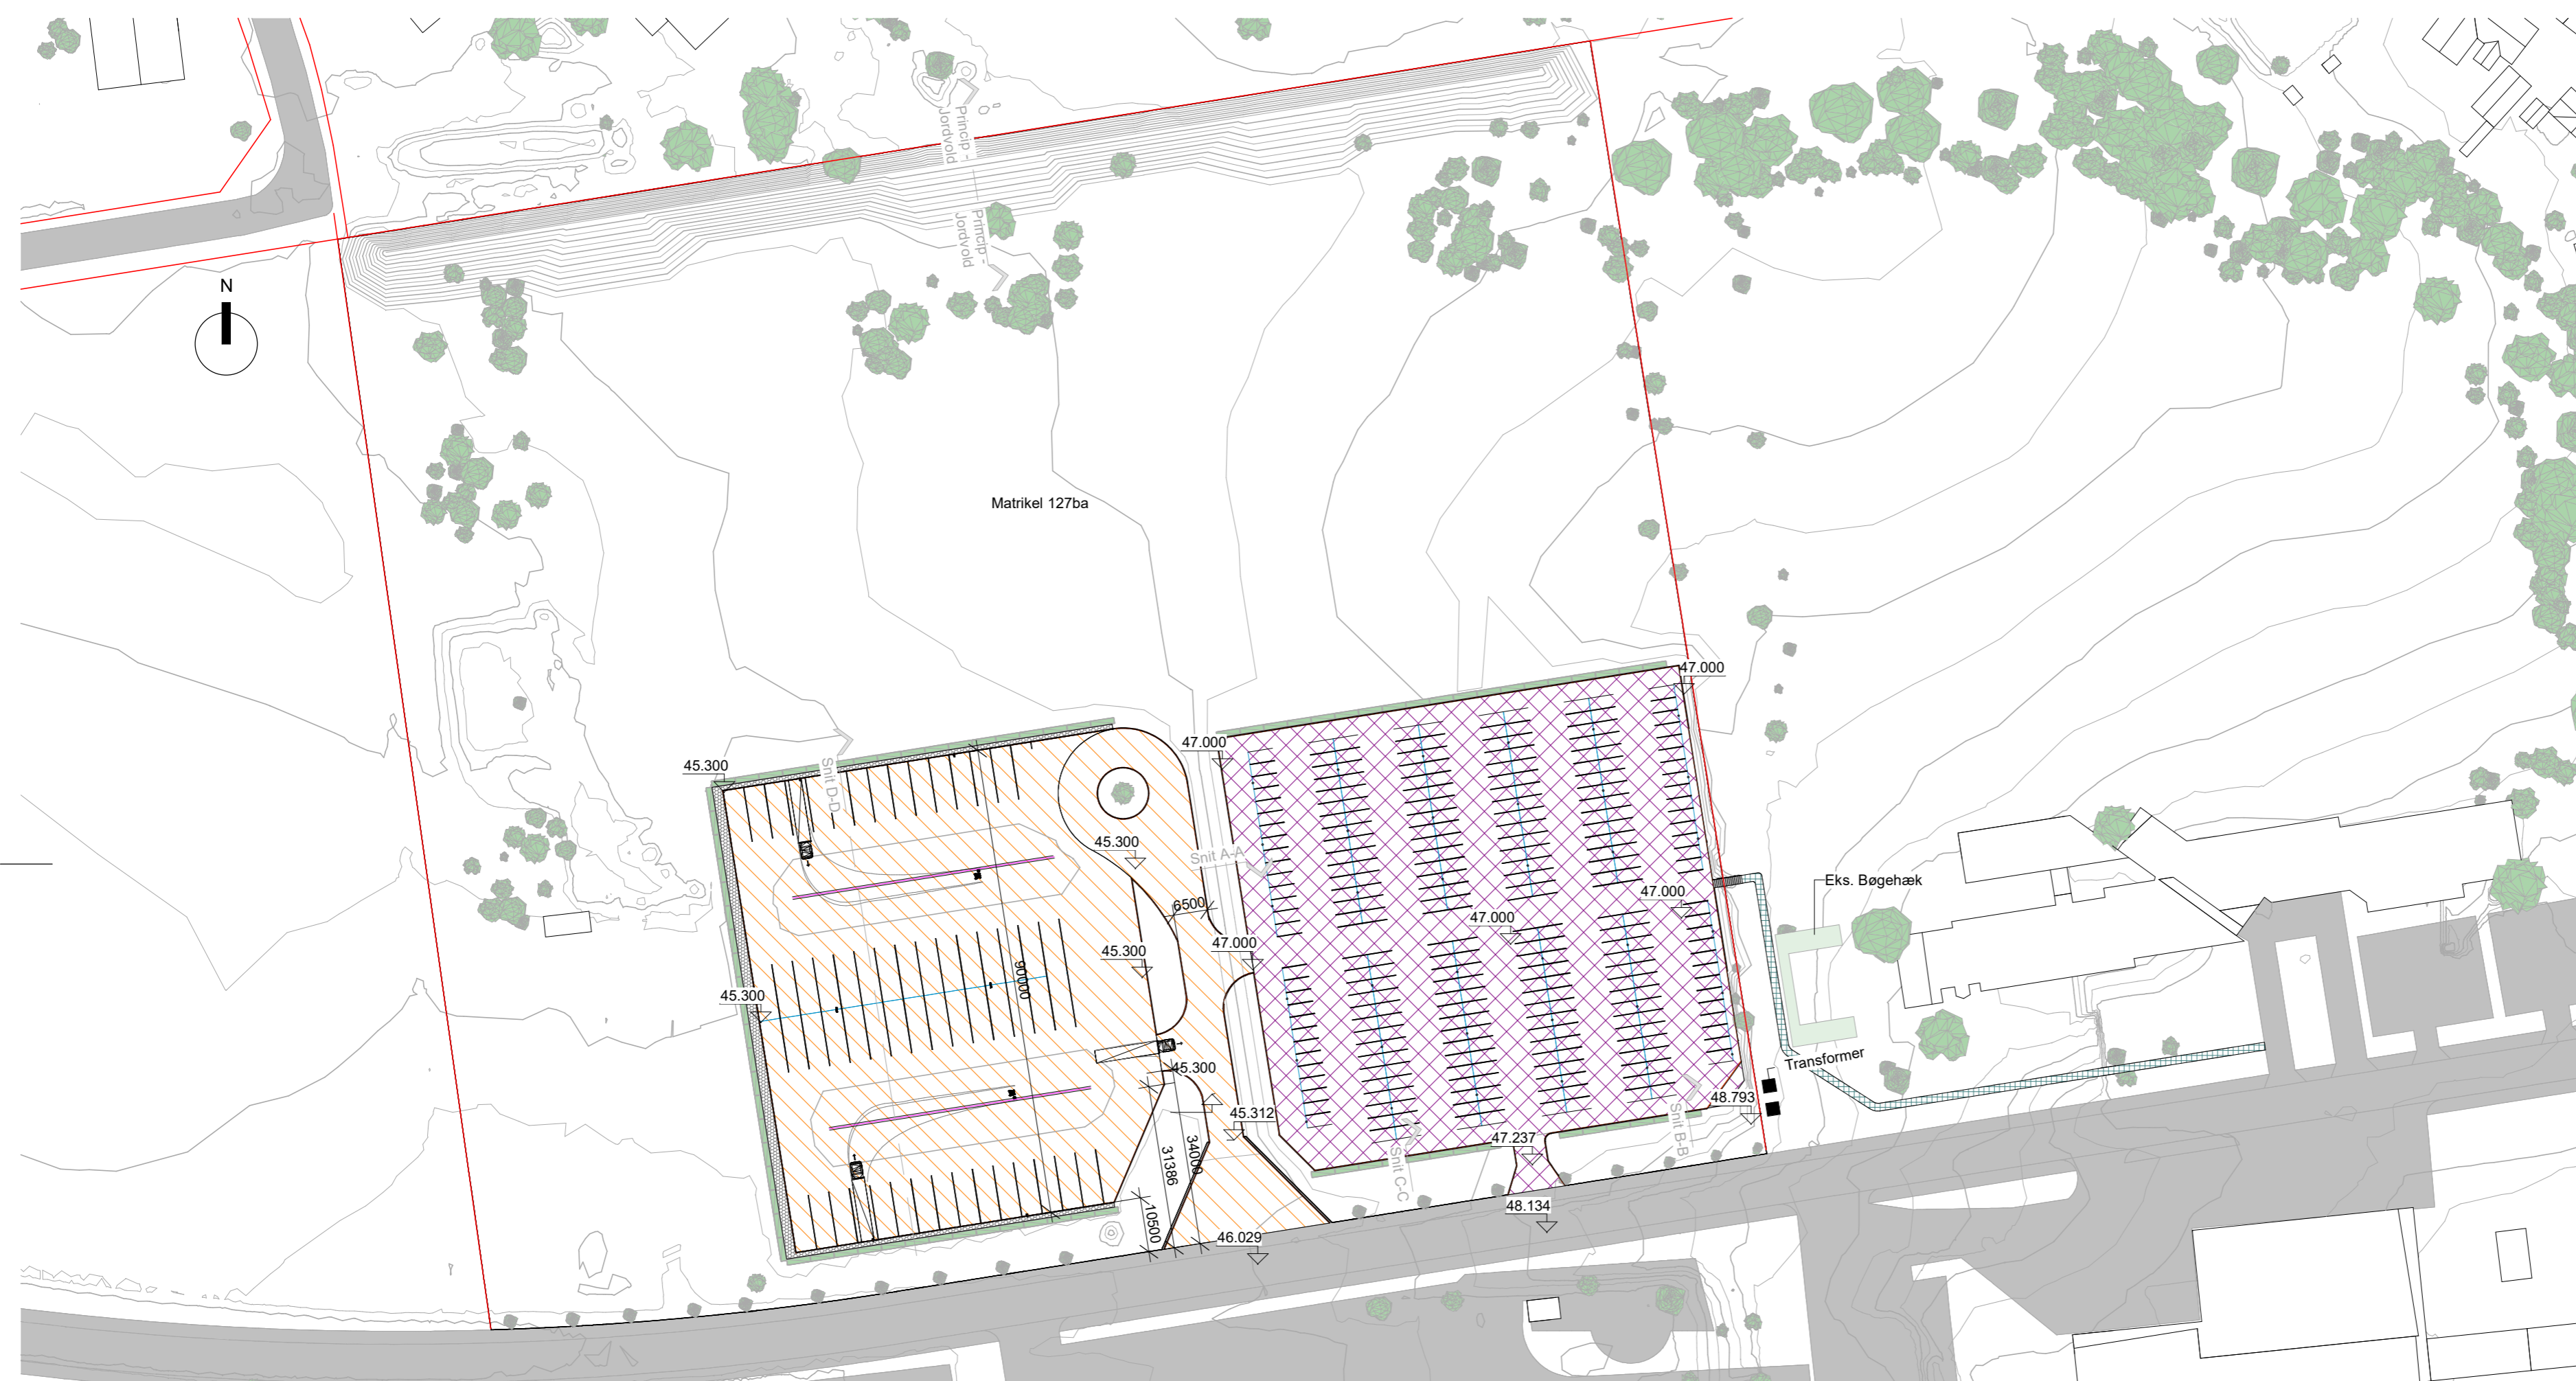 Princip -
Jordvold
Princip -
Jordvold
N
Matrikel 127ba
47.000
47.000
45.300
Snit D-D
45.300
Snit A-A
Eks. Bøgehæk
47.000
6500
47.000
47.000
45.300
90000
45.300
Transformer
45.300
48.793
45.312
Snit B-B
47.237
34000
31386
Snit C-C
48.134
10500
46.029